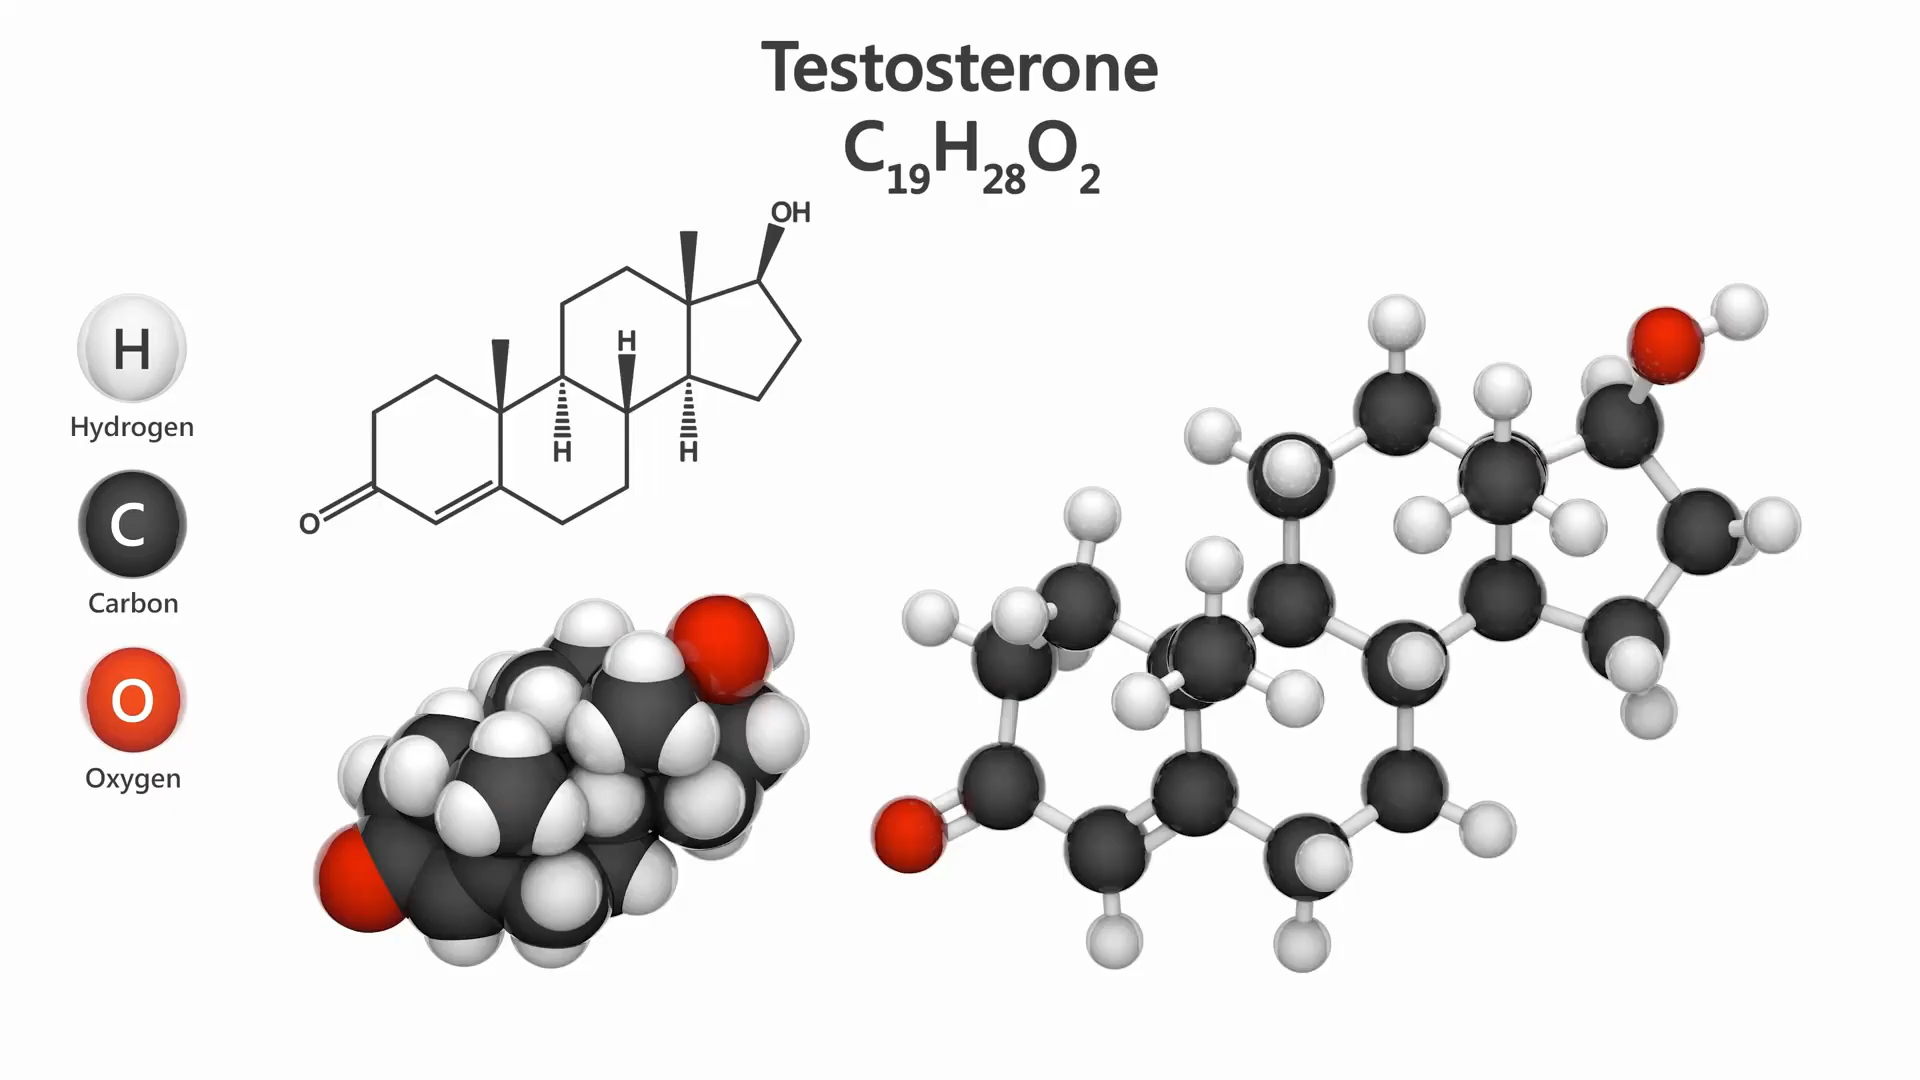 Testosterone
C₁₉H₂₈O₂
OH
H
H
H
H
O
H
Hydrogen
C
Carbon
O
Oxygen